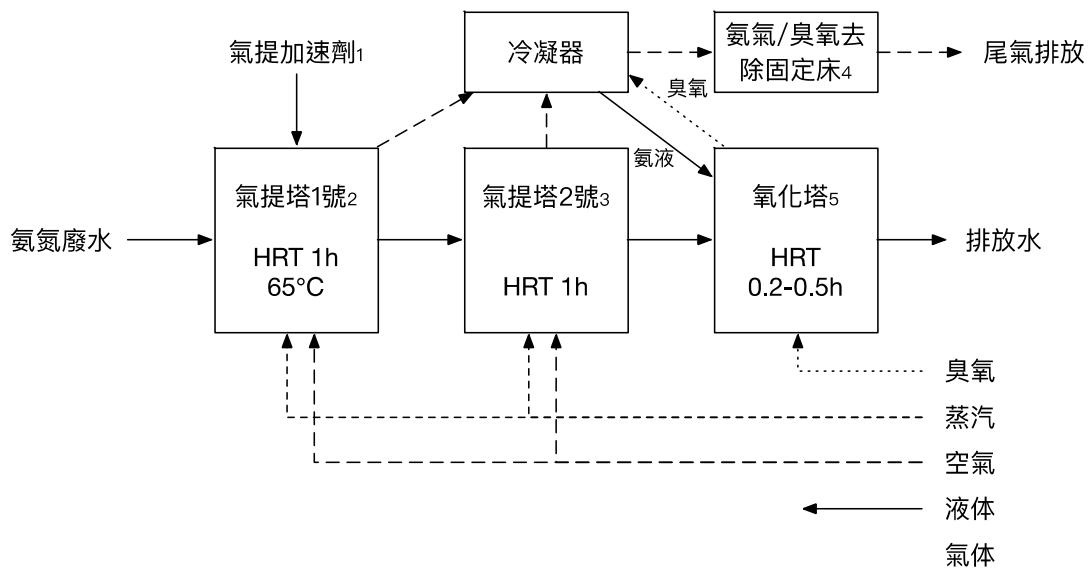 氣提加速劑1
冷凝器
氨氣/臭氧去
除固定床4
尾氣排放
臭氧
氨液
氨氮廢水
氣提塔1號2
HRT 1h
65°C
氣提塔2號3
HRT 1h
氧化塔5
HRT
0.2-0.5h
排放水
臭氧
蒸汽
空氣
液体
氣体